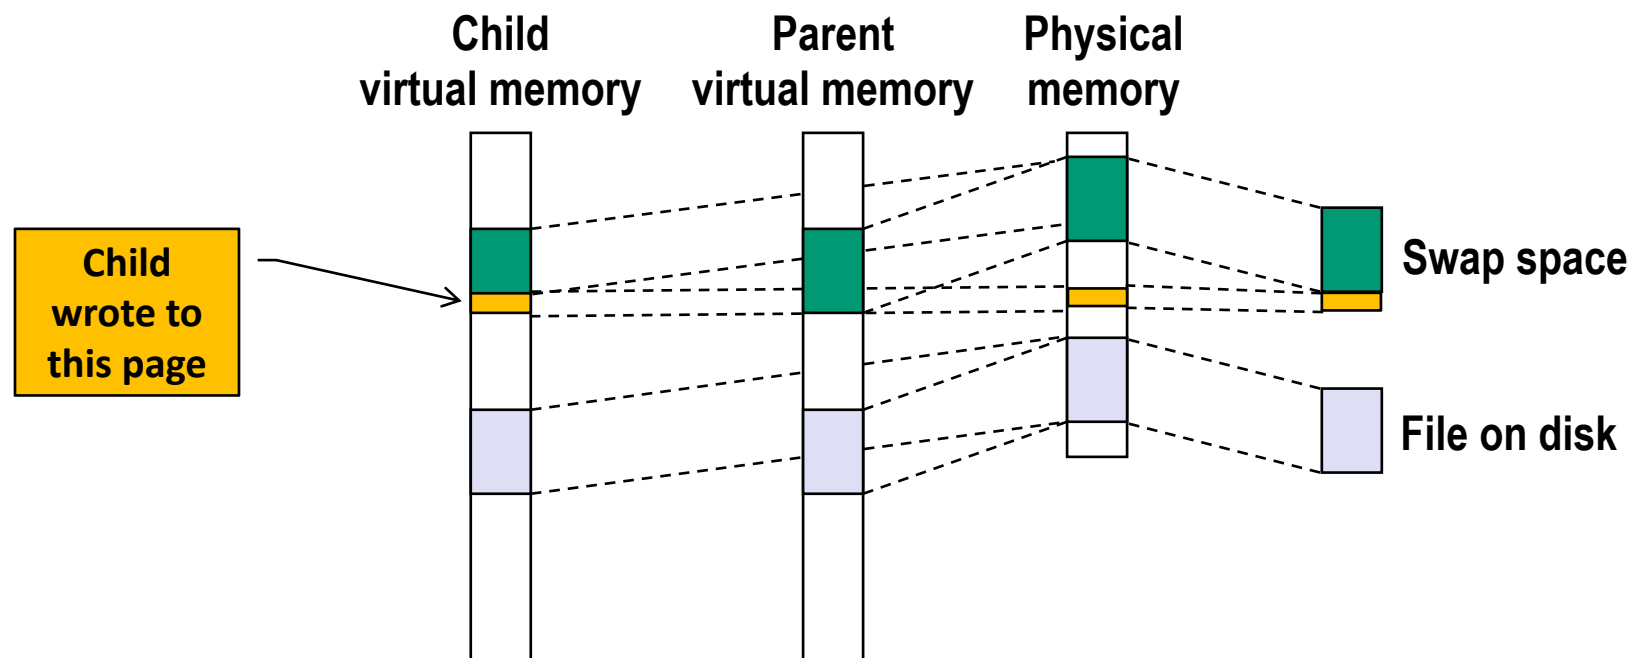 Child
virtual memory
Parent
virtual memory
Physical
memory
Child
wrote to
this page
Swap space
File on disk